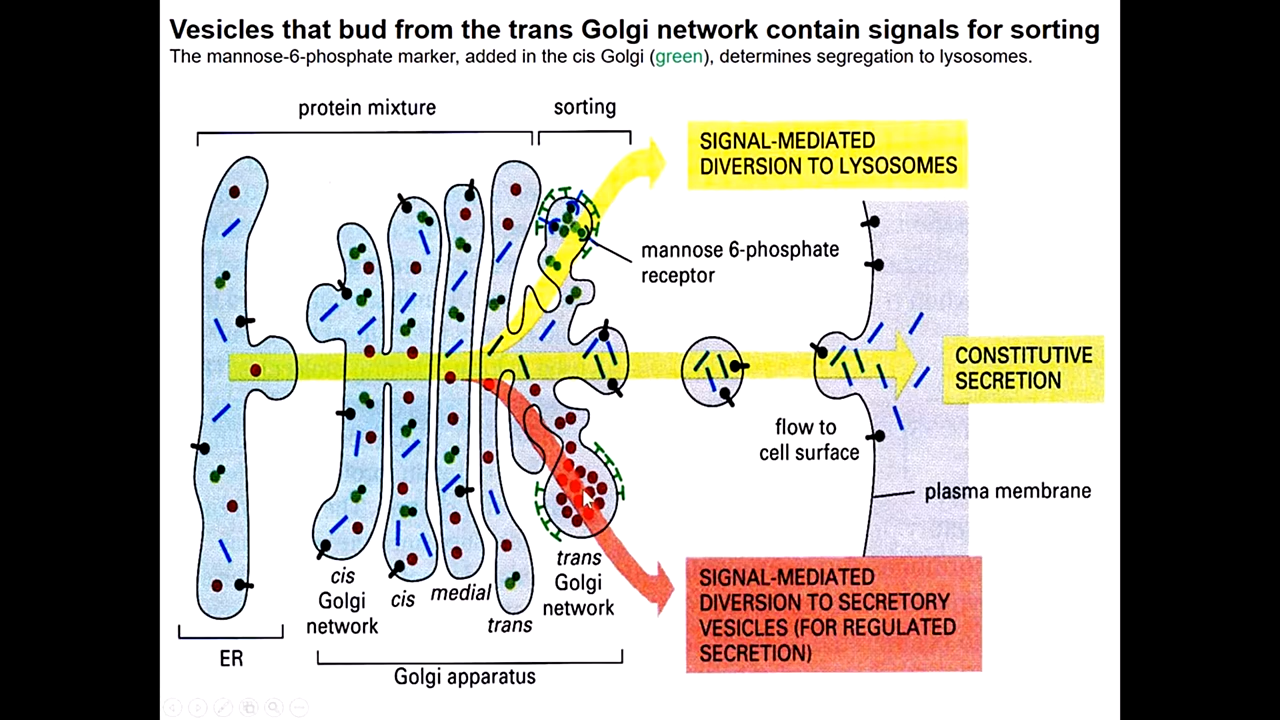 Vesicles that bud from the trans Golgi network contain signals for sorting
The mannose-6-phosphate marker, added in the cis Golgi (green), determines segregation to lysosomes.
protein mixture
sorting
SIGNAL-MEDIATED
DIVERSION TO LYSOSOMES
mannose 6-phosphate
receptor
CONSTITUTIVE
SECRETION
flow to
cell surface
plasma membrane
SIGNAL-MEDIATED
DIVERSION TO SECRETORY
VESICLES (FOR REGULATED
SECRETION)
cis
Golgi
network
cis
medial
trans
trans
Golgi
network
ER
Golgi apparatus